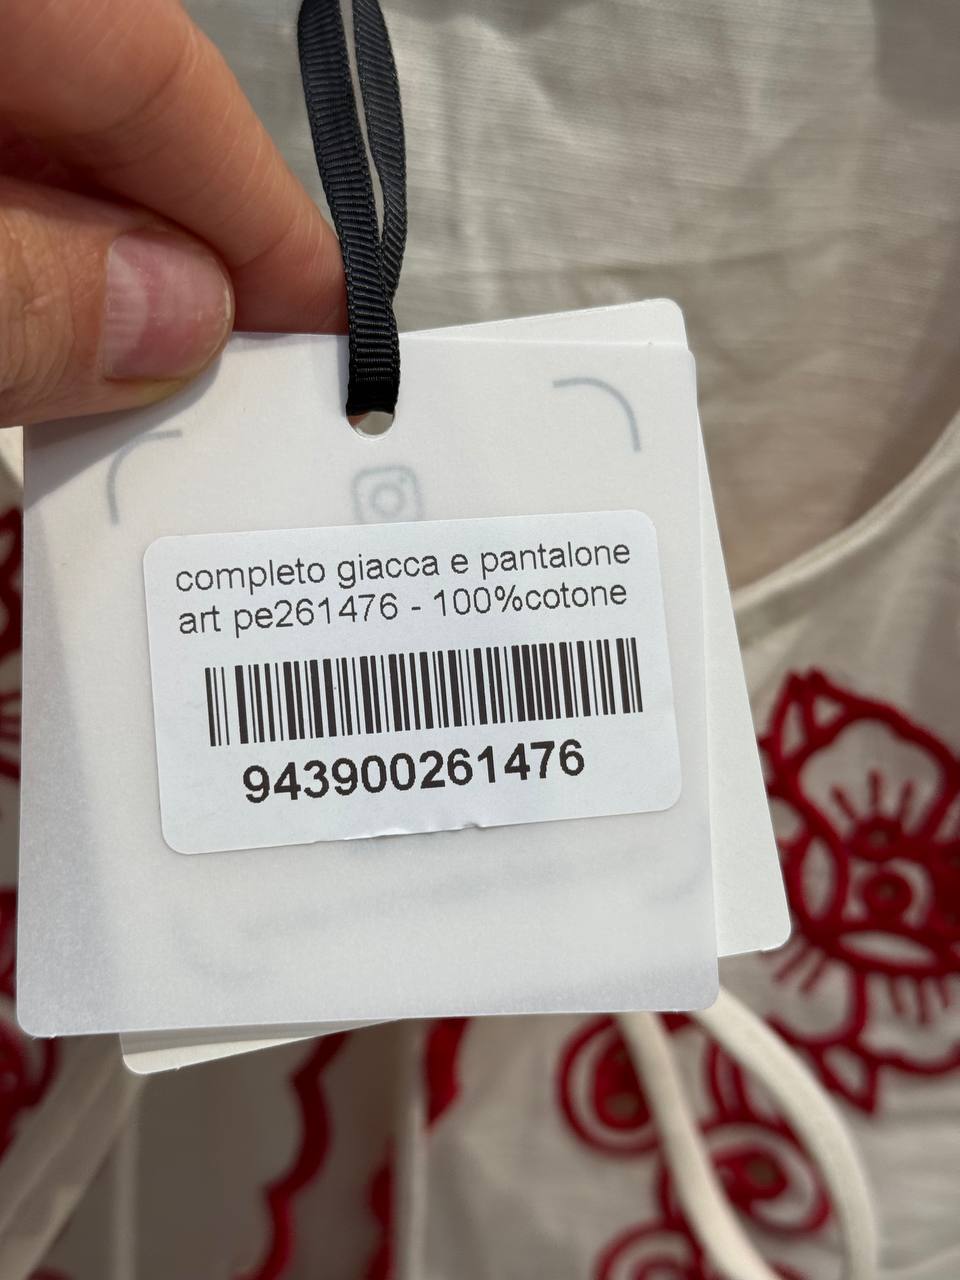 completo giacca e pantalone
art pe261476 - 100%cotone
943900261476